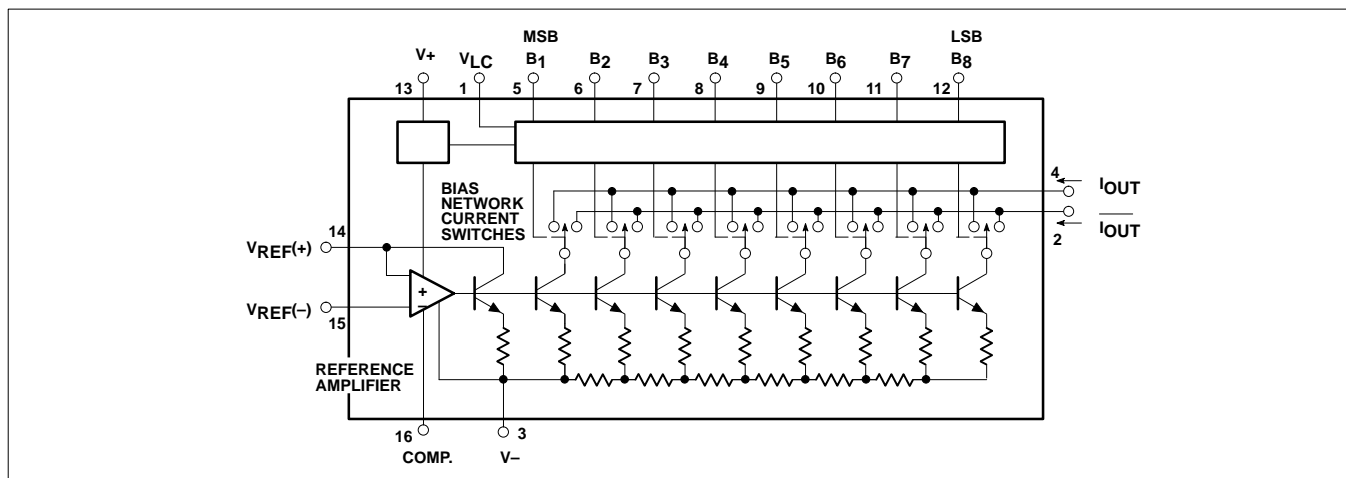 MSB LSB
V+ VLC B1 B2 B3 B4 B5 B6 B7 B8
13 1 5 6 7 8 9 10 11 12
4
IOUT
BIAS
NETWORK
CURRENT
SWITCHES
2
IOUT
14
VREF(+)
+
–
VREF(–)
15
REFERENCE
AMPLIFIER
16 3
COMP. V–